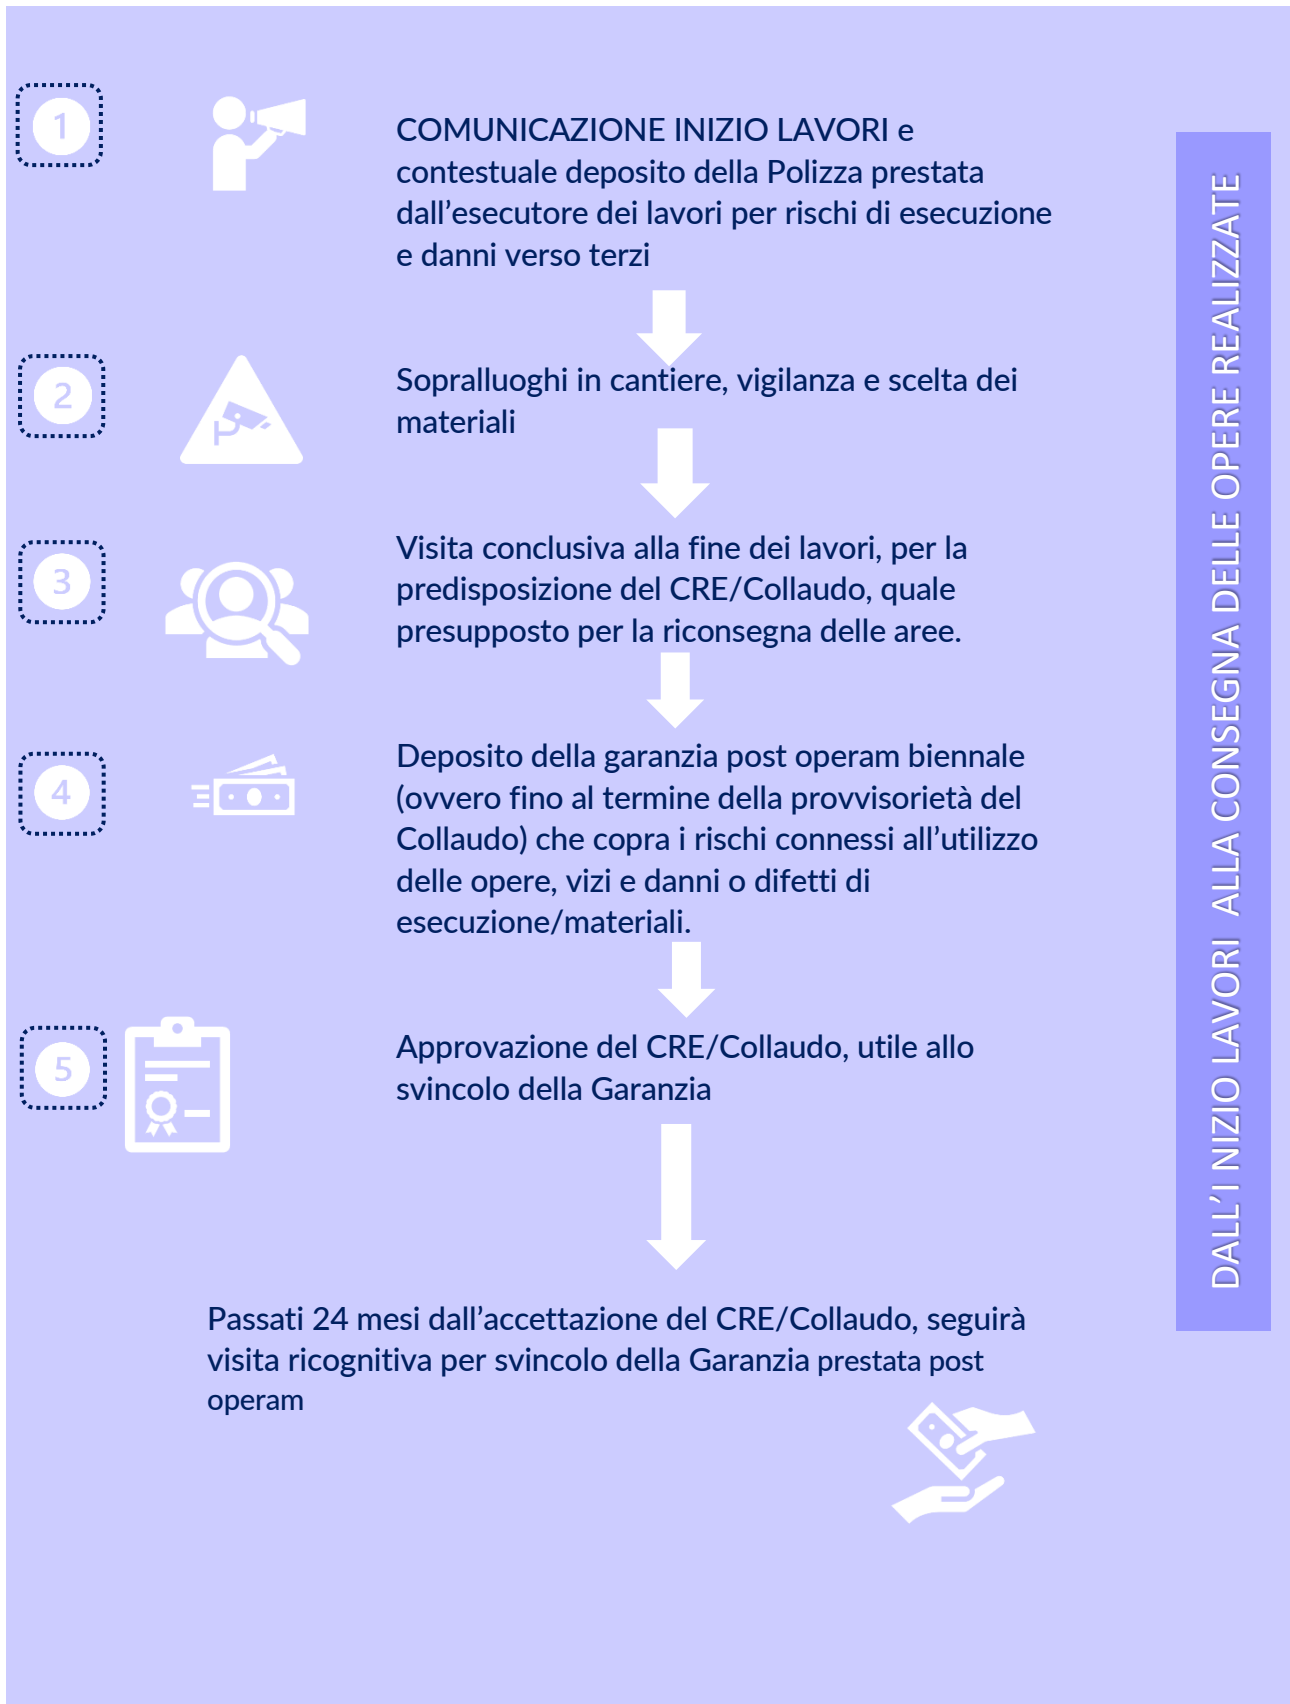 1
COMUNICAZIONE INIZIO LAVORI e
contestuale deposito della Polizza prestata
dall’esecutore dei lavori per rischi di esecuzione
e danni verso terzi
2
Sopralluoghi in cantiere, vigilanza e scelta dei
materiali
3
Visita conclusiva alla fine dei lavori, per la
predisposizione del CRE/Collaudo, quale
presupposto per la riconsegna delle aree.
4
Deposito della garanzia post operam biennale
(ovvero fino al termine della provvisorietà del
Collaudo) che copra i rischi connessi all’utilizzo
delle opere, vizi e danni o difetti di
esecuzione/materiali.
5
Approvazione del CRE/Collaudo, utile allo
svincolo della Garanzia
Passati 24 mesi dall’accettazione del CRE/Collaudo, seguirà
visita ricognitiva per svincolo della Garanzia prestata post
operam
DALL’I NIZIO LAVORI ALLA CONSEGNA DELLE OPERE REALIZZATE